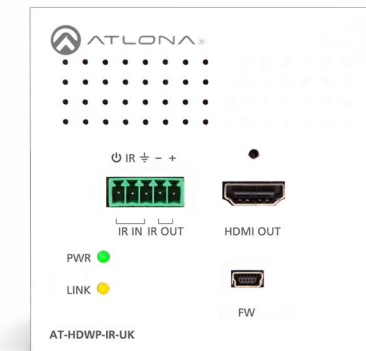 ATLONA®
IR - +
IR IN IR OUT
HDMI OUT
PWR
LINK
FW
AT-HDWP-IR-UK